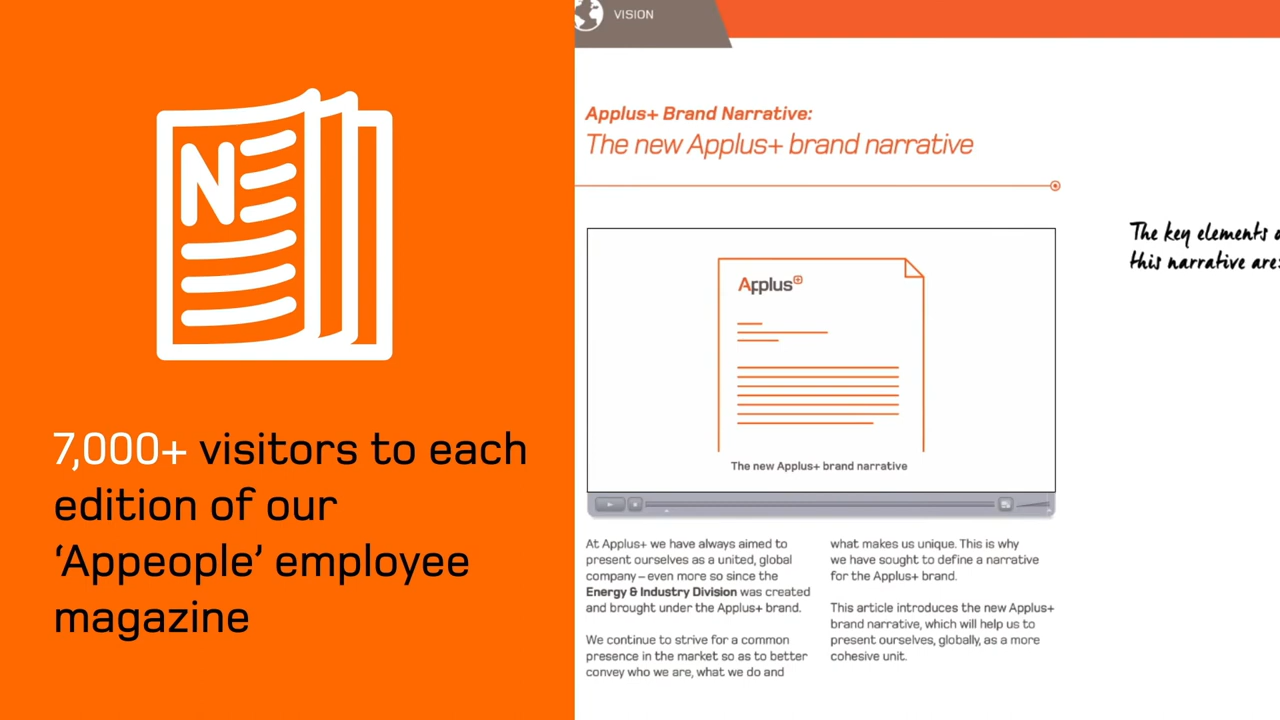 N
7,000+ visitors to each
edition of our
‘Appeople’ employee
magazine
VISION
Applus+ Brand Narrative:
The new Applus+ brand narrative
Applus+
The new Applus+ brand narrative
At Applus+ we have always aimed to
present ourselves as a united, global
company – even more so since the
Energy & Industry Division was created
and brought under the Applus+ brand.
We continue to strive for a common
presence in the market so as to better
convey who we are, what we do and
what makes us unique. This is why
we have sought to define a narrative
for the Applus+ brand.
This article introduces the new Applus+
brand narrative, which will help us to
present ourselves, globally, as a more
cohesive unit.
The key elements
this narrative are: